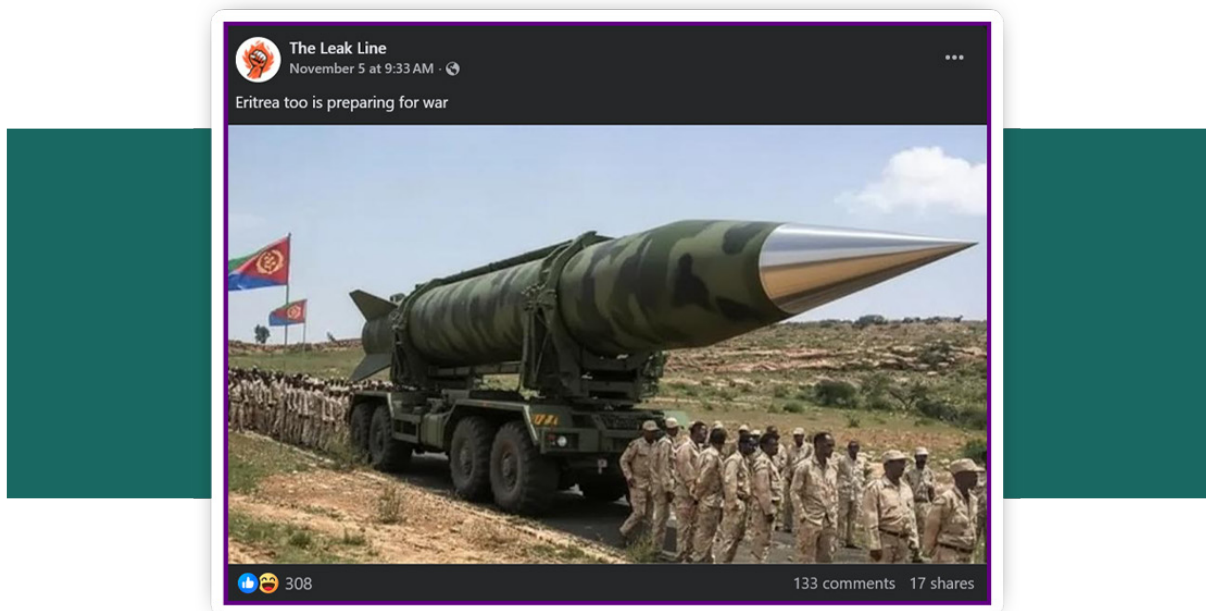 The Leak Line
November 5 at 9:33 AM ·
Eritrea too is preparing for war
308
133 comments 17 shares